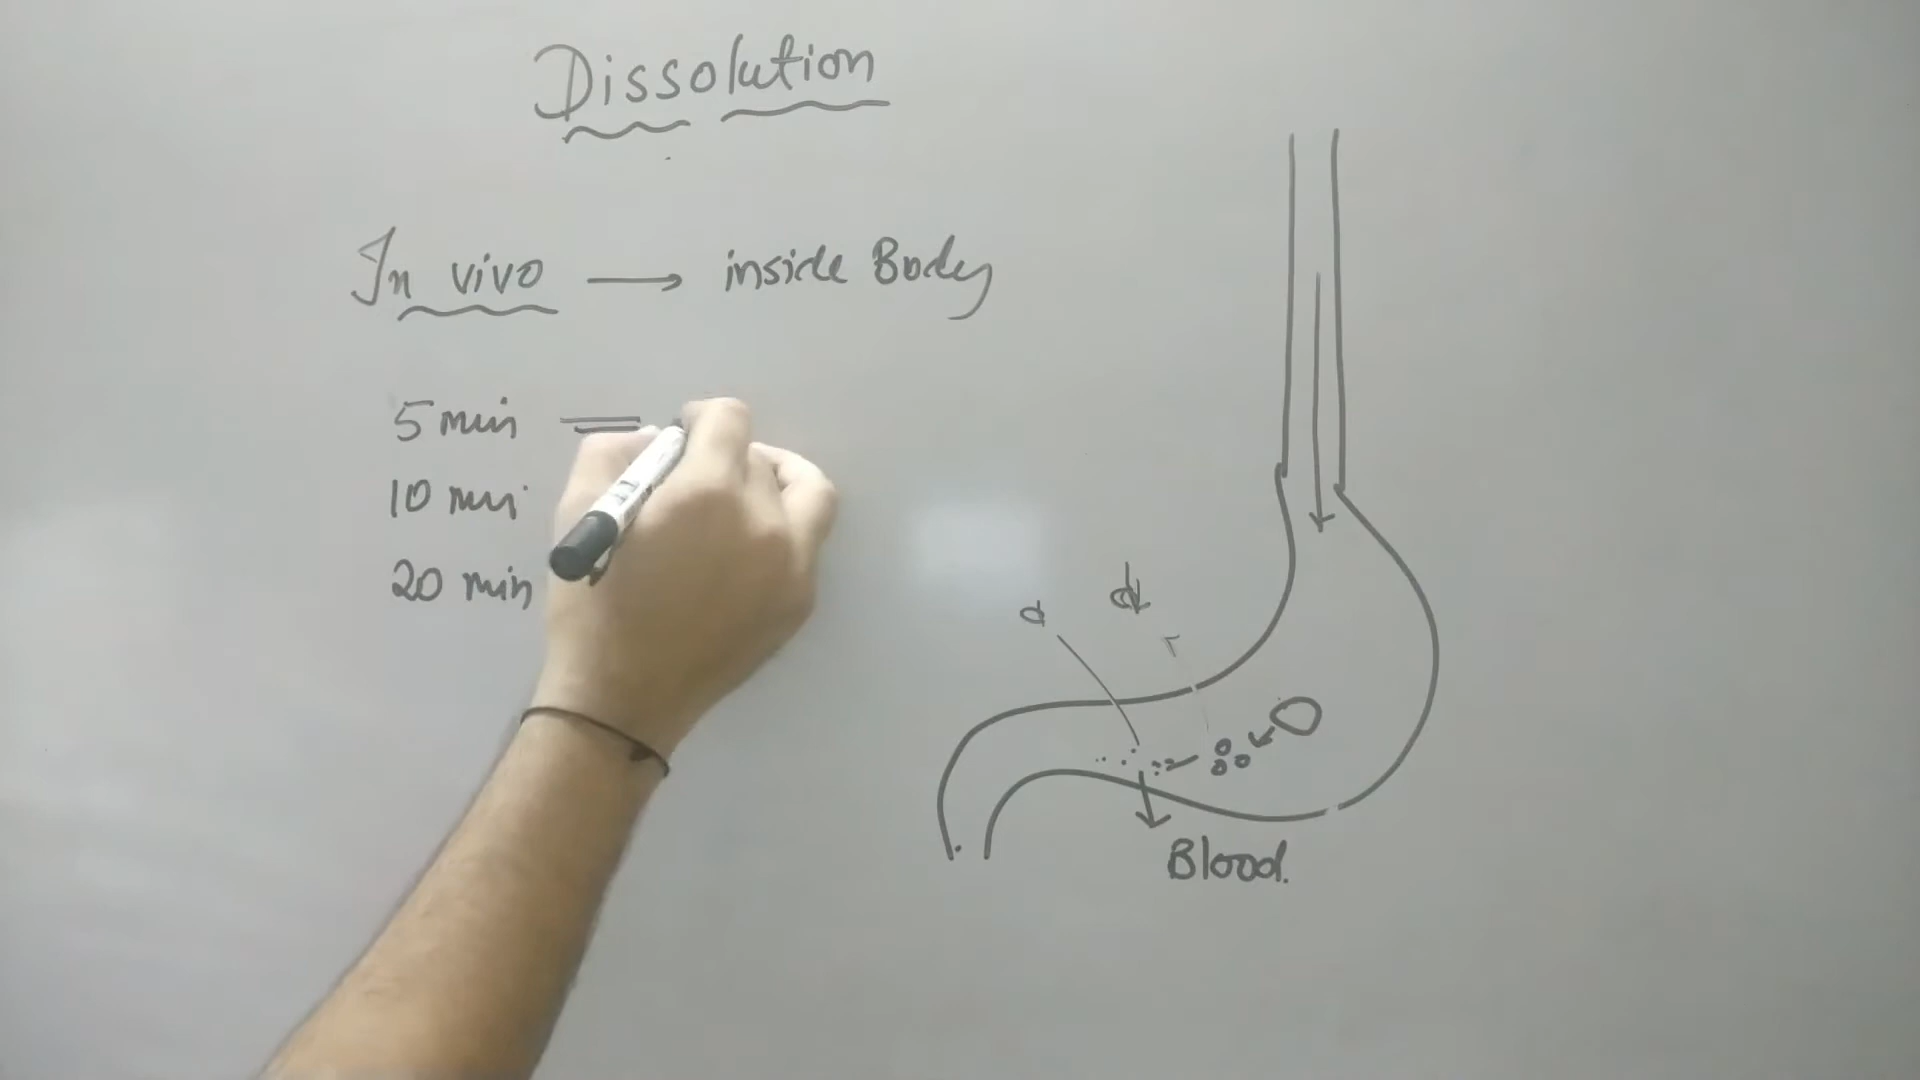 Dissolution
In vivo → inside Body
5 min
10 min
20 min
d
d
Blood.